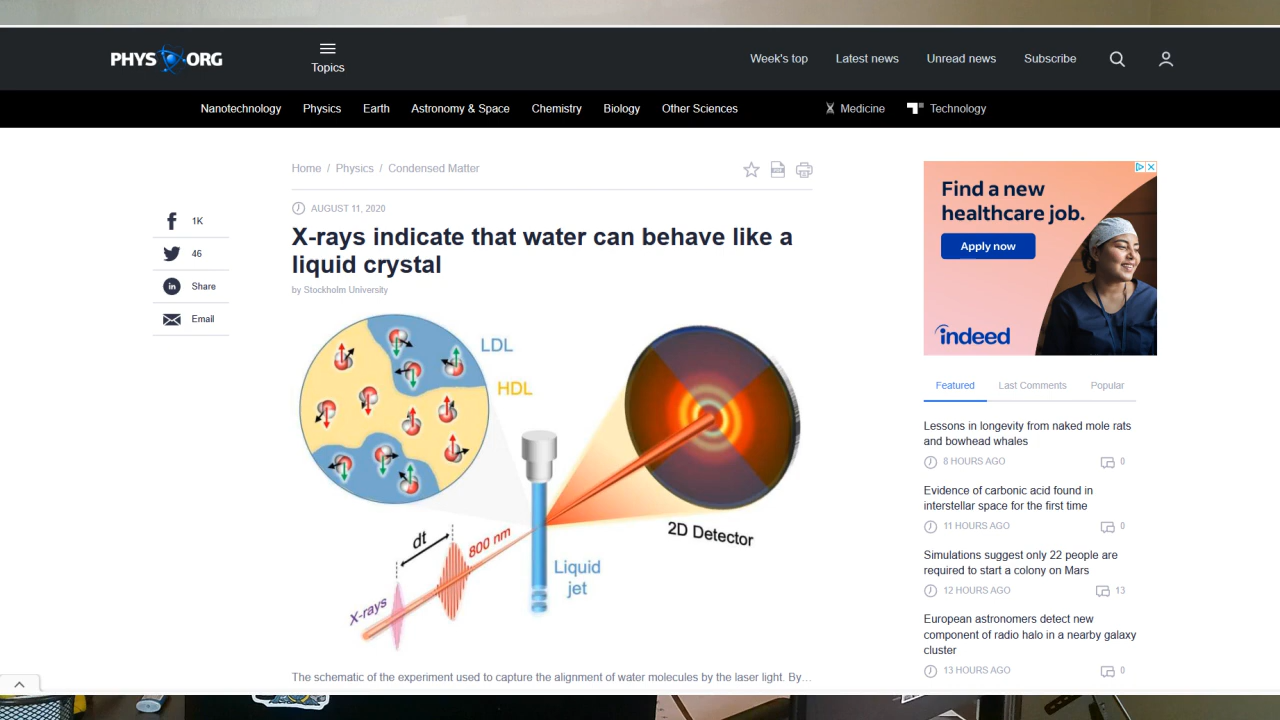 PHYS ORG
Topics
Week's top
Latest news
Unread news
Subscribe
Nanotechnology
Physics
Earth
Astronomy & Space
Chemistry
Biology
Other Sciences
Medicine
Technology
Home / Physics / Condensed Matter
1K
46
Share
Email
AUGUST 11, 2020
X-rays indicate that water can behave like a
liquid crystal
by Stockholm University
LDL
HDL
2D Detector
dt
800 nm
Liquid
jet
X-rays
The schematic of the experiment used to capture the alignment of water molecules by the laser light. By…
Find a new
healthcare job.
Apply now
indeed
Featured
Last Comments
Popular
Lessons in longevity from naked mole rats
and bowhead whales
8 HOURS AGO
0
Evidence of carbonic acid found in
interstellar space for the first time
11 HOURS AGO
0
Simulations suggest only 22 people are
required to start a colony on Mars
12 HOURS AGO
13
European astronomers detect new
component of radio halo in a nearby galaxy
cluster
13 HOURS AGO
0